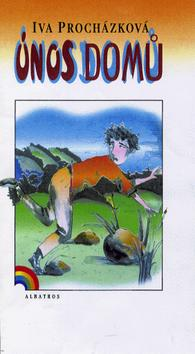 IVA PROCHÁZKOVÁ
ÚNOS DOMŮ
ALBATROS